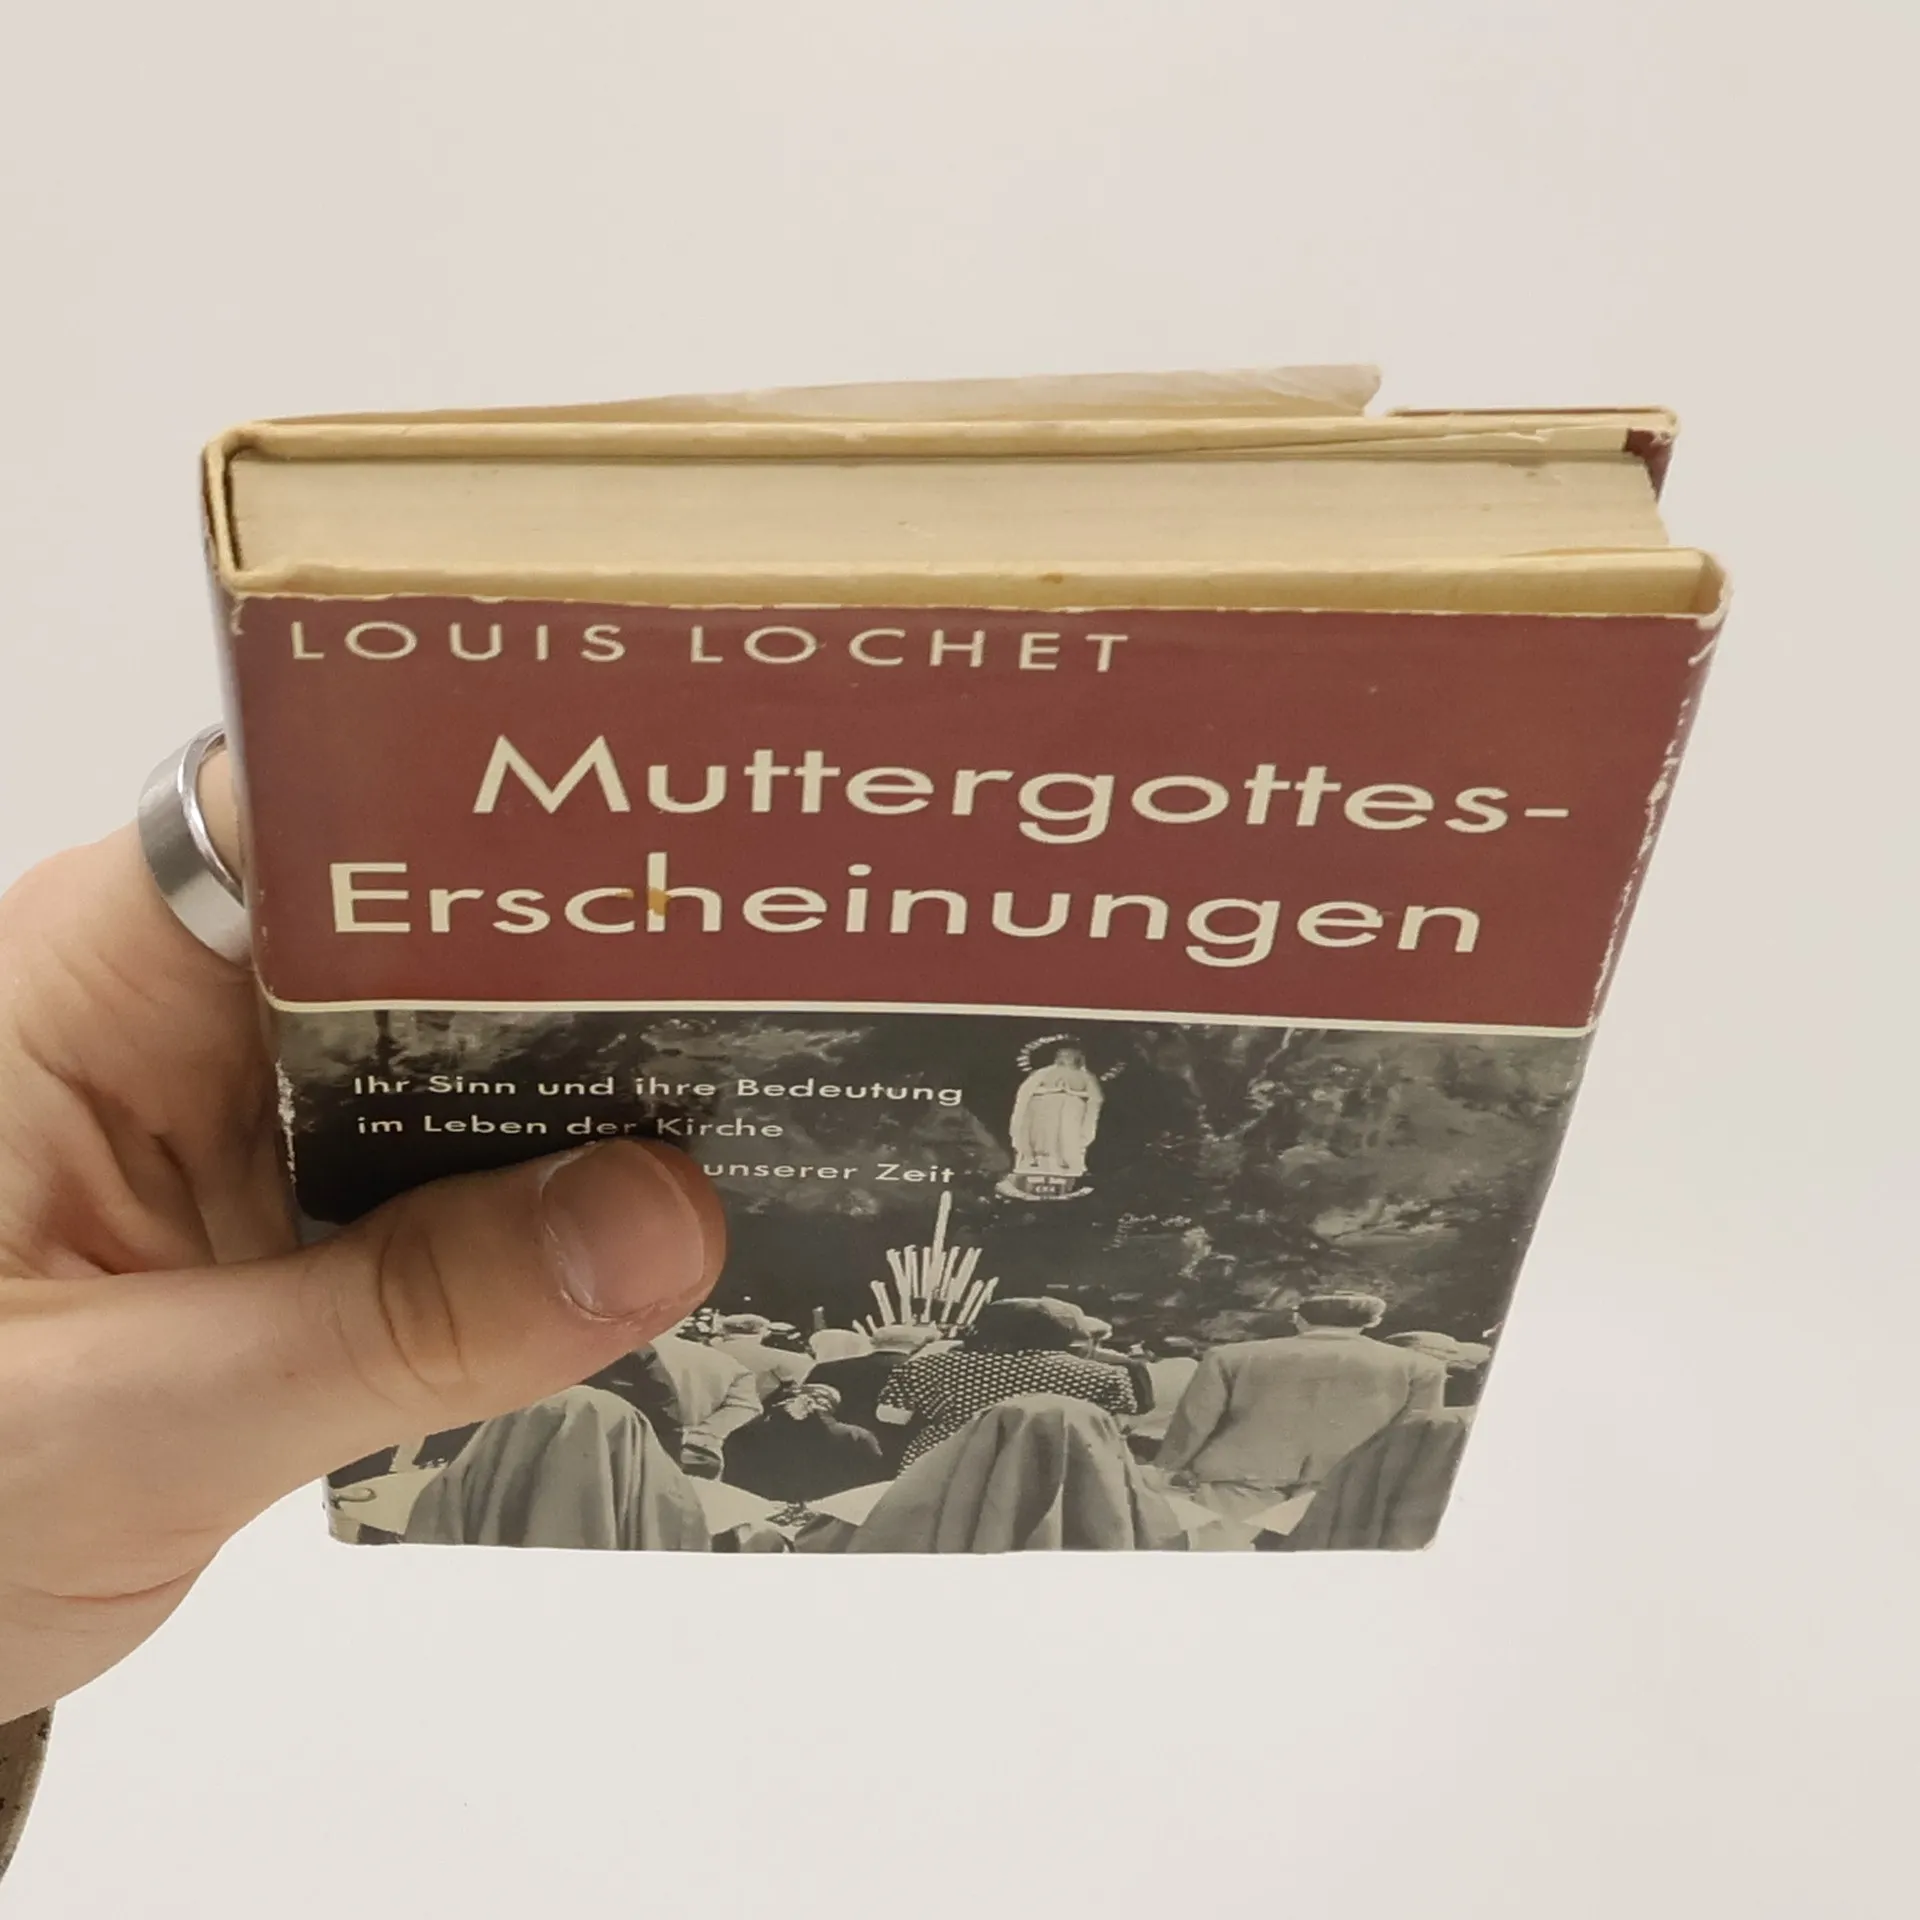 LOUIS LOCHET
Muttergottes-
Erscheinungen
Ihr Sinn und ihre Bedeutung
im Leben der Kirche
unserer Zeit